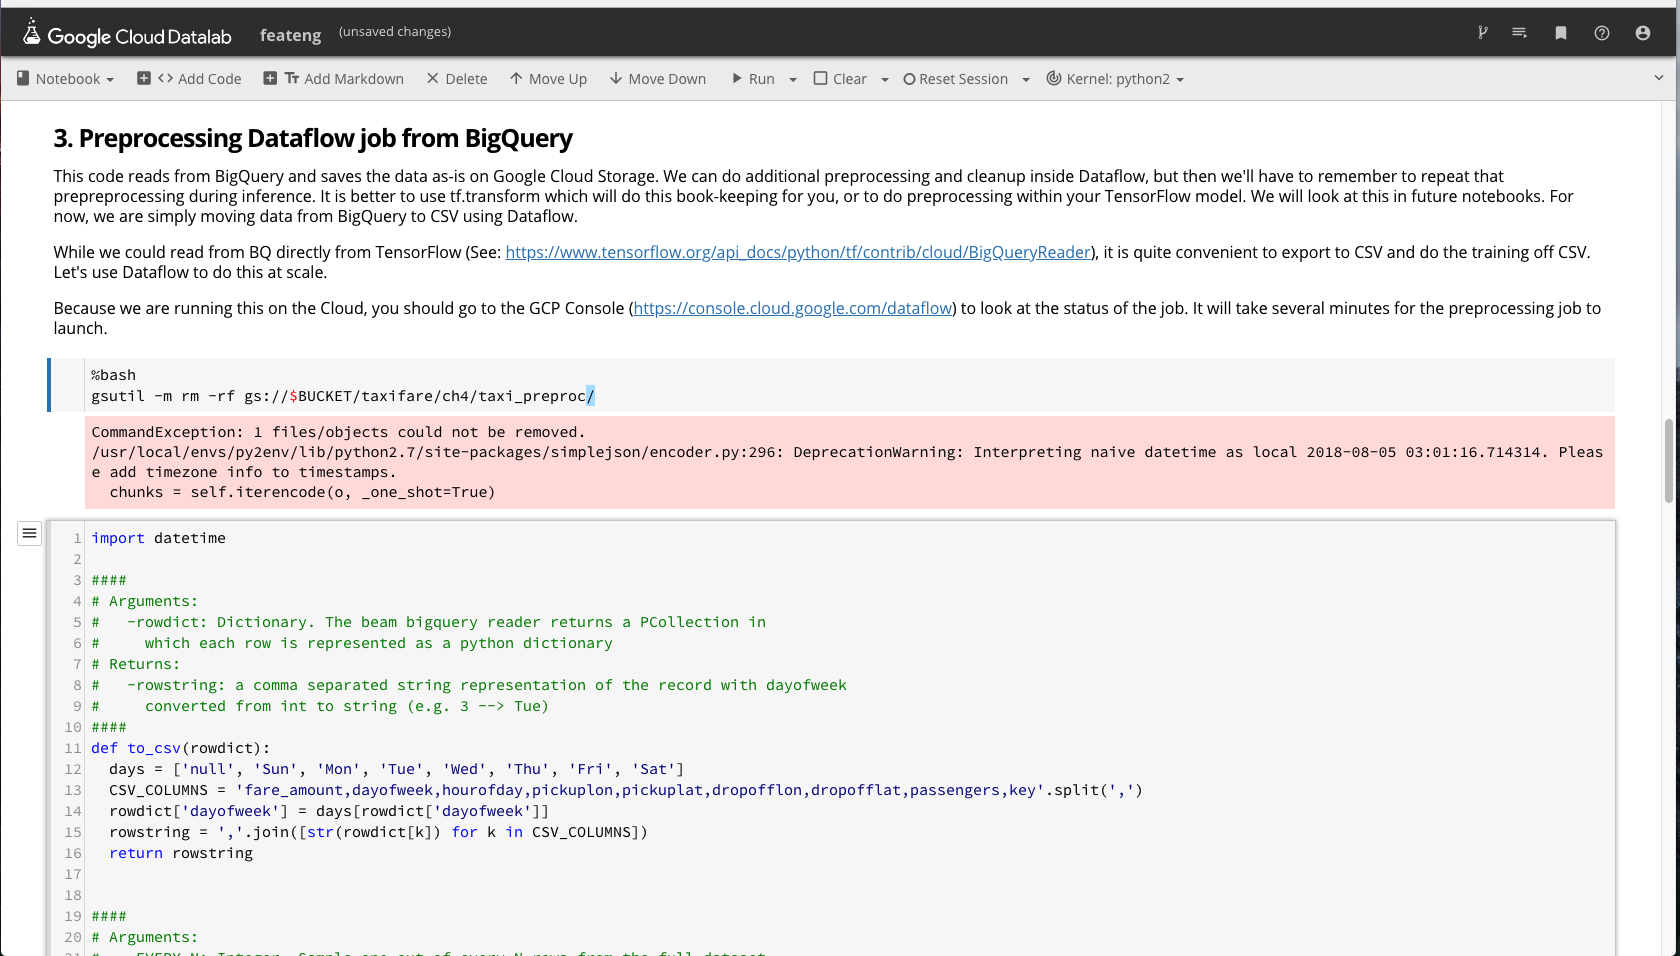 Google Cloud Datalab feateng (unsaved changes)
Notebook Add Code Add Markdown Delete Move Up Move Down Run Clear Reset Session Kernel: python2
3. Preprocessing Dataflow job from BigQuery
This code reads from BigQuery and saves the data as-is on Google Cloud Storage. We can do additional preprocessing and cleanup inside Dataflow, but then we'll have to remember to repeat that
prepreprocessing during inference. It is better to use tf.transform which will do this book-keeping for you, or to do preprocessing within your TensorFlow model. We will look at this in future notebooks. For
now, we are simply moving data from BigQuery to CSV using Dataflow.
While we could read from BQ directly from TensorFlow (See: https://www.tensorflow.org/api_docs/python/tf/contrib/cloud/BigQueryReader), it is quite convenient to export to CSV and do the training off CSV.
Let's use Dataflow to do this at scale.
Because we are running this on the Cloud, you should go to the GCP Console (https://console.cloud.google.com/dataflow) to look at the status of the job. It will take several minutes for the preprocessing job to
launch.
%bash
gsutil -m rm -rf gs://$BUCKET/taxifare/ch4/taxi_preproc/
CommandException: 1 files/objects could not be removed.
/usr/local/envs/py2env/lib/python2.7/site-packages/simplejson/encoder.py:296: DeprecationWarning: Interpreting naive datetime as local 2018-08-05 03:01:16.714314. Pleas
e add timezone info to timestamps.
  chunks = self.iterencode(o, _one_shot=True)
1 import datetime
2
3 ####
4 # Arguments:
5 #   -rowdict: Dictionary. The beam bigquery reader returns a PCollection in
6 #     which each row is represented as a python dictionary
7 # Returns:
8 #   -rowstring: a comma separated string representation of the record with dayofweek
9 #     converted from int to string (e.g. 3 --> Tue)
10 ####
11 def to_csv(rowdict):
12   days = ['null', 'Sun', 'Mon', 'Tue', 'Wed', 'Thu', 'Fri', 'Sat']
13   CSV_COLUMNS = 'fare_amount,dayofweek,hourofday,pickuplon,pickuplat,dropofflon,dropofflat,passengers,key'.split(',')
14   rowdict['dayofweek'] = days[rowdict['dayofweek']]
15   rowstring = ','.join([str(rowdict[k]) for k in CSV_COLUMNS])
16   return rowstring
17
18
19 ####
20 # Arguments:
21 #   -EVERY_N: Integer. Sample one out of every N rows from the full dataset